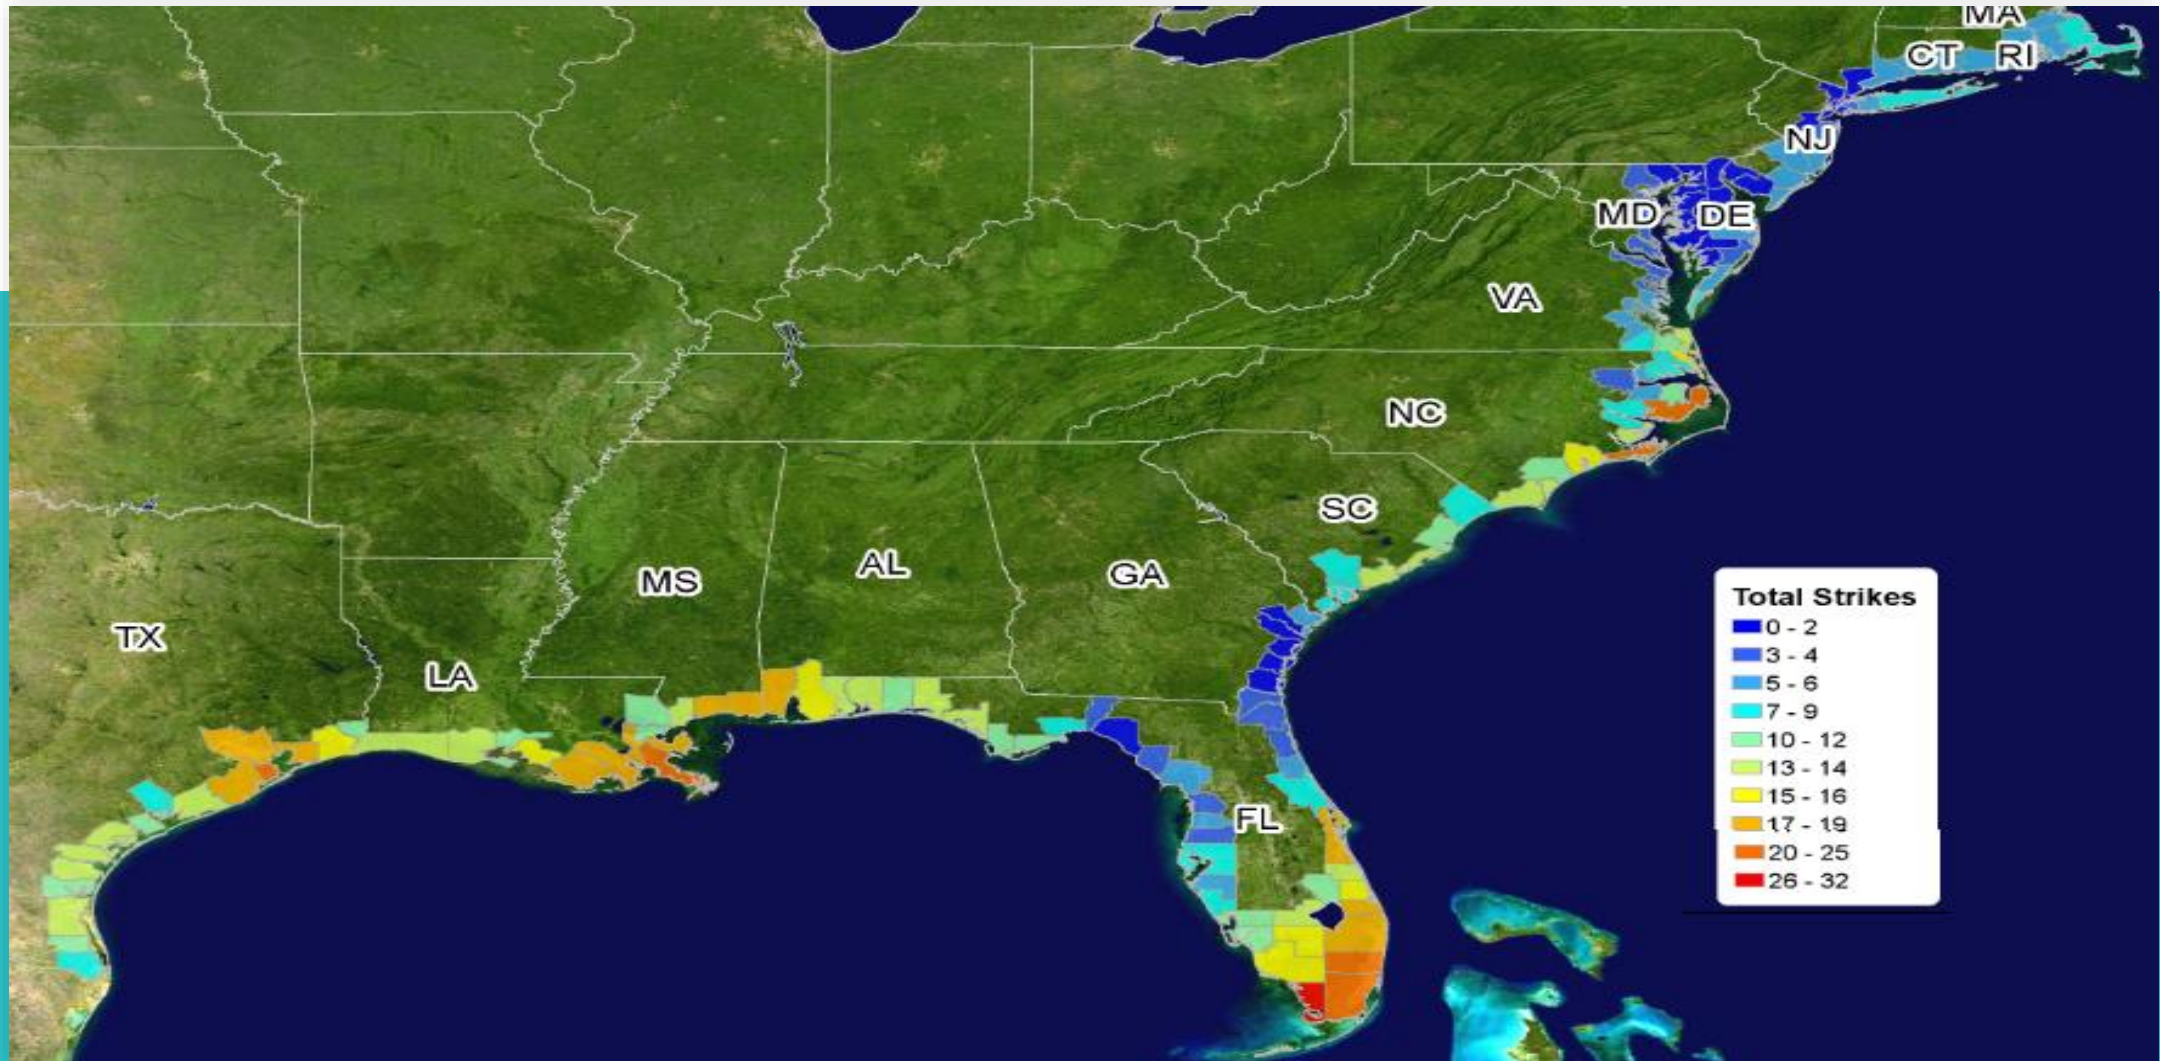 MA
CT RI
NJ
MD DE
VA
NC
SC
MS AL GA
TX
LA
FL
Total Strikes
0 - 2
3 - 4
5 - 6
7 - 9
10 - 12
13 - 14
15 - 16
17 - 19
20 - 25
26 - 32